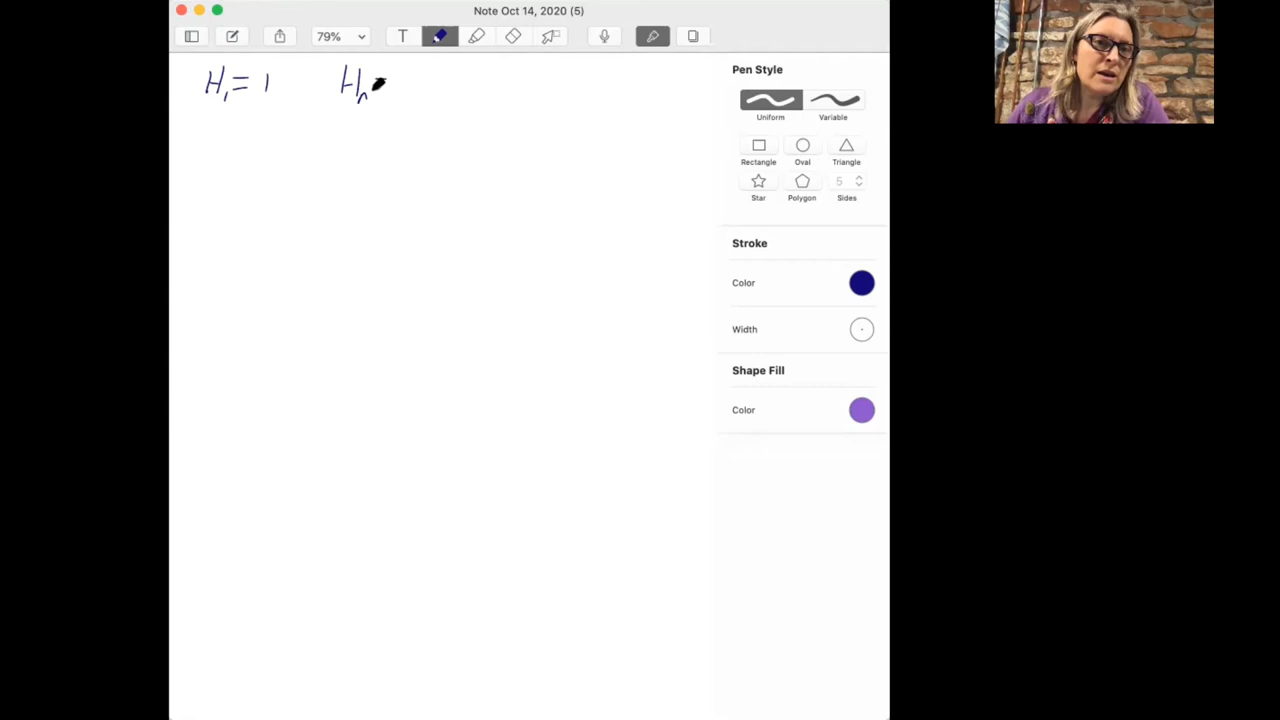 Note Oct 14, 2020 (5)
79% T
H₁ = 1 Hₙ
Pen Style
Uniform Variable
Rectangle Oval Triangle
5
Star Polygon Sides
Stroke
Color
Width
Shape Fill
Color